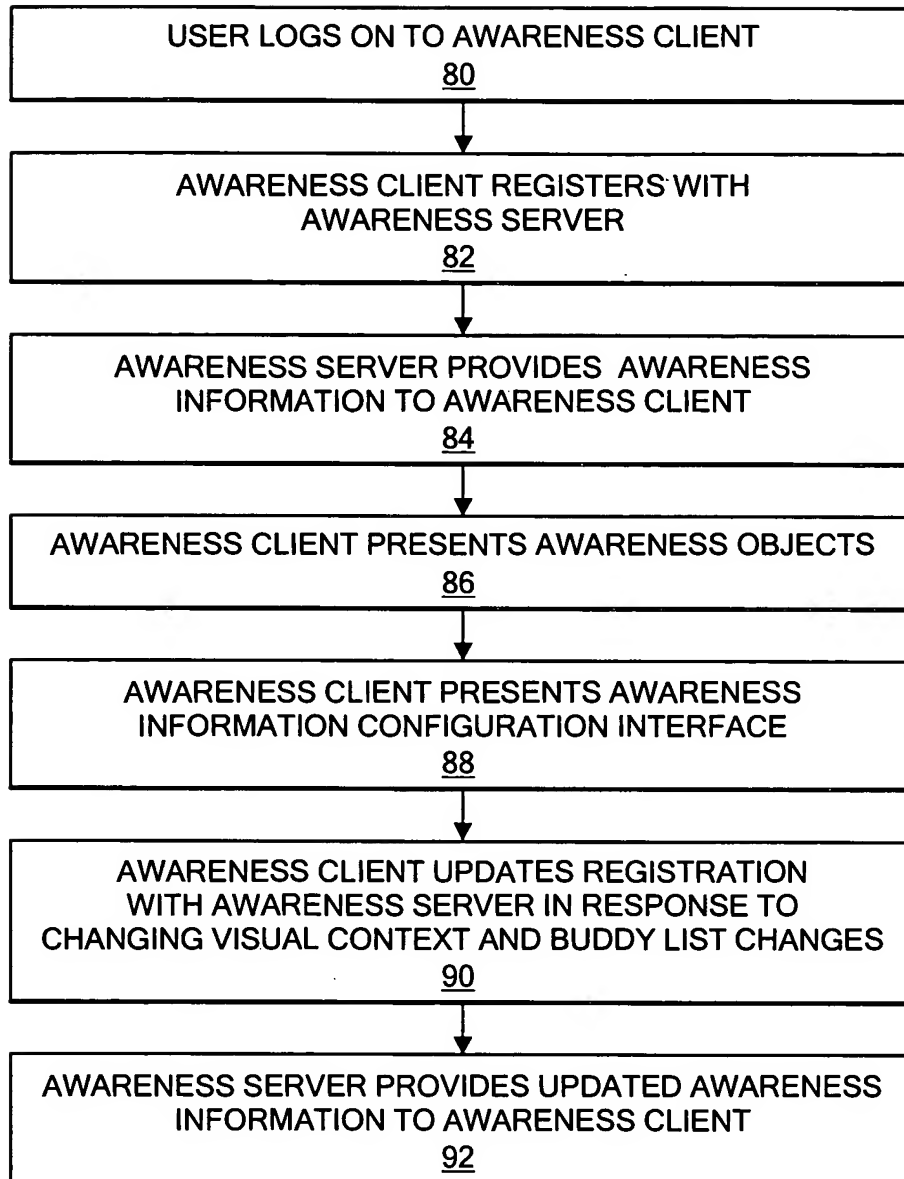 USER LOGS ON TO AWARENESS CLIENT
80
AWARENESS CLIENT REGISTERS WITH
AWARENESS SERVER
82
AWARENESS SERVER PROVIDES AWARENESS
INFORMATION TO AWARENESS CLIENT
84
AWARENESS CLIENT PRESENTS AWARENESS OBJECTS
86
AWARENESS CLIENT PRESENTS AWARENESS
INFORMATION CONFIGURATION INTERFACE
88
AWARENESS CLIENT UPDATES REGISTRATION
WITH AWARENESS SERVER IN RESPONSE TO
CHANGING VISUAL CONTEXT AND BUDDY LIST CHANGES
90
AWARENESS SERVER PROVIDES UPDATED AWARENESS
INFORMATION TO AWARENESS CLIENT
92